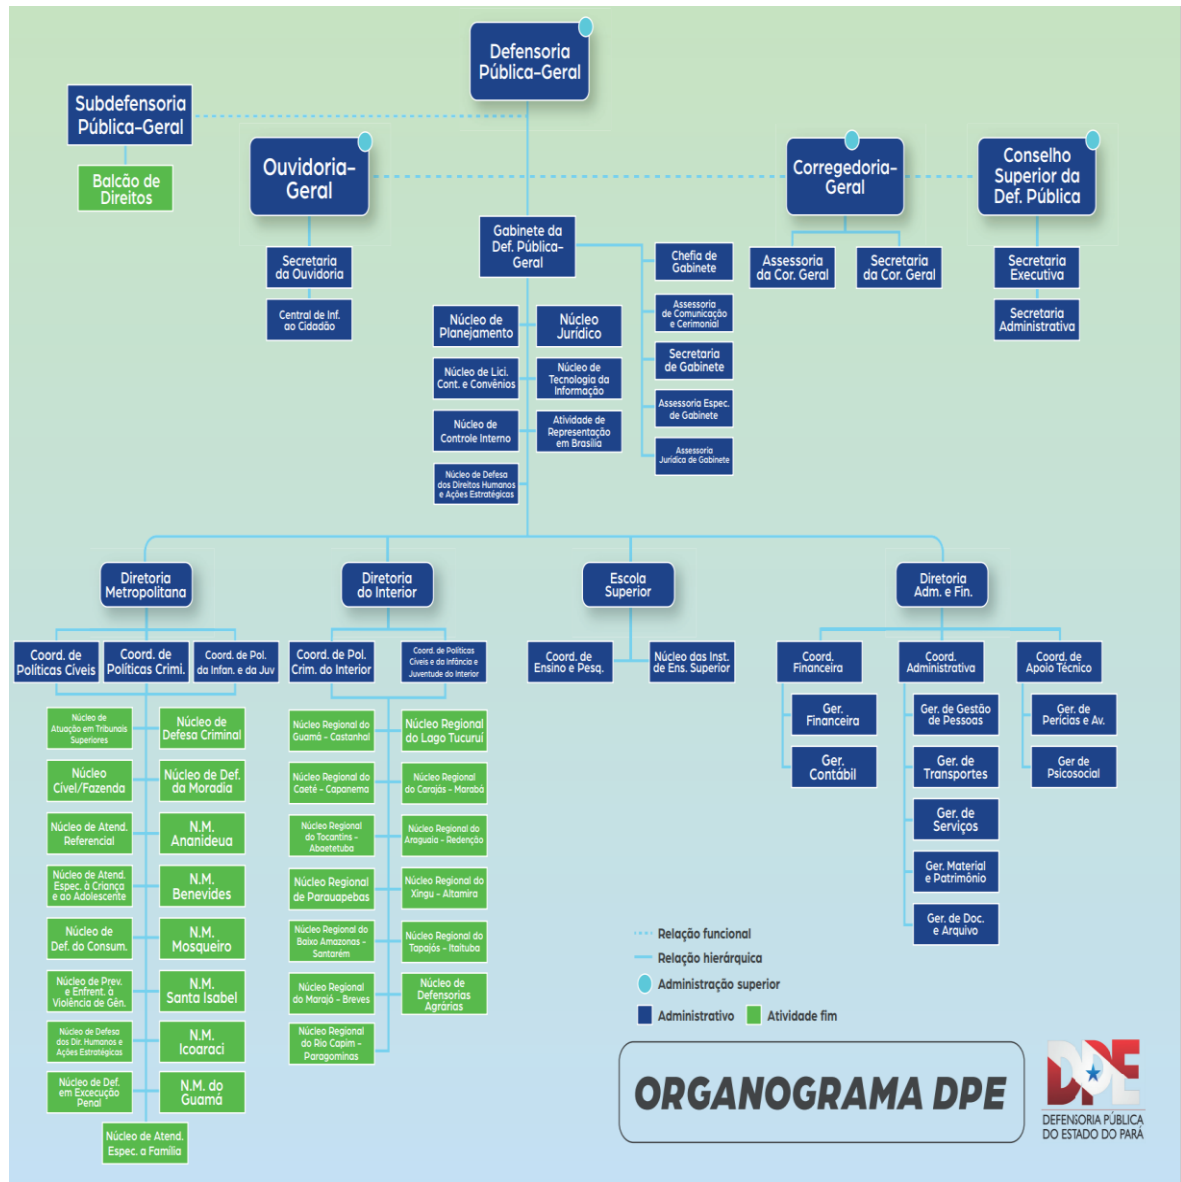 Defensoria
Pública-Geral
Subdefensoria
Pública-Geral
Balcão de
Direitos
Ouvidoria-
Geral
Corregedoria-
Geral
Conselho
Superior da
Def. Pública
Secretaria
da Ouvidoria
Central de Inf.
ao Cidadão
Gabinete da
Def. Pública-
Geral
Chefia de
Gabinete
Assessoria
de Comunicação
e Cerimonial
Secretaria
de Gabinete
Assessoria Espec.
de Gabinete
Assessoria
Jurídica de Gabinete
Assessoria
da Cor. Geral
Secretaria
da Cor. Geral
Secretaria
Executiva
Secretaria
Administrativa
Núcleo de
Planejamento
Núcleo
Jurídico
Núcleo de Lici.
Cont. e Convênios
Núcleo de
Tecnologia da
Informação
Núcleo de
Controle Interno
Atividade de
Representação
em Brasília
Núcleo de Defesa
dos Direitos Humanos
e Ações Estratégicas
Diretoria
Metropolitana
Diretoria
do Interior
Escola
Superior
Diretoria
Adm. e Fin.
Coord. de
Políticas Cíveis
Coord. de
Políticas Crimi.
Coord. de Pol.
da Infan. e da Juv
Coord. de Pol.
Crim. do Interior
Coord. de Políticas
Cíveis e da Infância e
Juventude do Interior
Coord. de
Ensino e Pesq.
Núcleo das Inst.
de Ens. Superior
Coord.
Financeira
Coord.
Administrativa
Coord. de
Apoio Técnico
Núcleo de
Atuação em Tribunais
Superiores
Núcleo de
Defesa Criminal
Núcleo
Cível/Fazenda
Núcleo de Def.
da Moradia
Núcleo de Atend.
Referencial
N.M.
Ananideua
Núcleo de Atend.
Espec. à Criança
e ao Adolescente
N.M.
Benevides
Núcleo de
Def. do Consum.
N.M.
Mosqueiro
Núcleo de Prev.
e Enfrent. à
Violência de Gên.
N.M.
Santa Isabel
Núcleo de Defesa
dos Dir. Humanos e
Ações Estratégicas
N.M.
Icoaraci
Núcleo de Def.
em Excecução
Penal
N.M. do
Guamá
Núcleo de Atend.
Espec. a Família
Núcleo Regional do
Guamá - Castanhal
Núcleo Regional
do Lago Tucuruí
Núcleo Regional do
Caeté - Capanema
Núcleo Regional
do Carajás - Marabá
Núcleo Regional
do Tocantins -
Abaetetuba
Núcleo Regional do
Araguaia - Redenção
Núcleo Regional
de Parauapebas
Núcleo Regional do
Xingu - Altamira
Núcleo Regional do
Baixo Amazonas -
Santarém
Núcleo Regional do
Tapajós - Itaituba
Núcleo Regional
do Marajó - Breves
Núcleo de
Defensorias
Agrárias
Núcleo Regional
do Rio Capim -
Paragominas
Ger.
Financeira
Ger.
Contábil
Ger. de Gestão
de Pessoas
Ger. de
Transportes
Ger. de
Serviços
Ger. Material
e Patrimônio
Ger. de Doc.
e Arquivo
Ger. de
Perícias e Av.
Ger de
Psicosocial
Relação funcional
Relação hierárquica
Administração superior
Administrativo
Atividade fim
ORGANOGRAMA DPE
DPE
DEFENSORIA PÚBLICA
DO ESTADO DO PARÁ